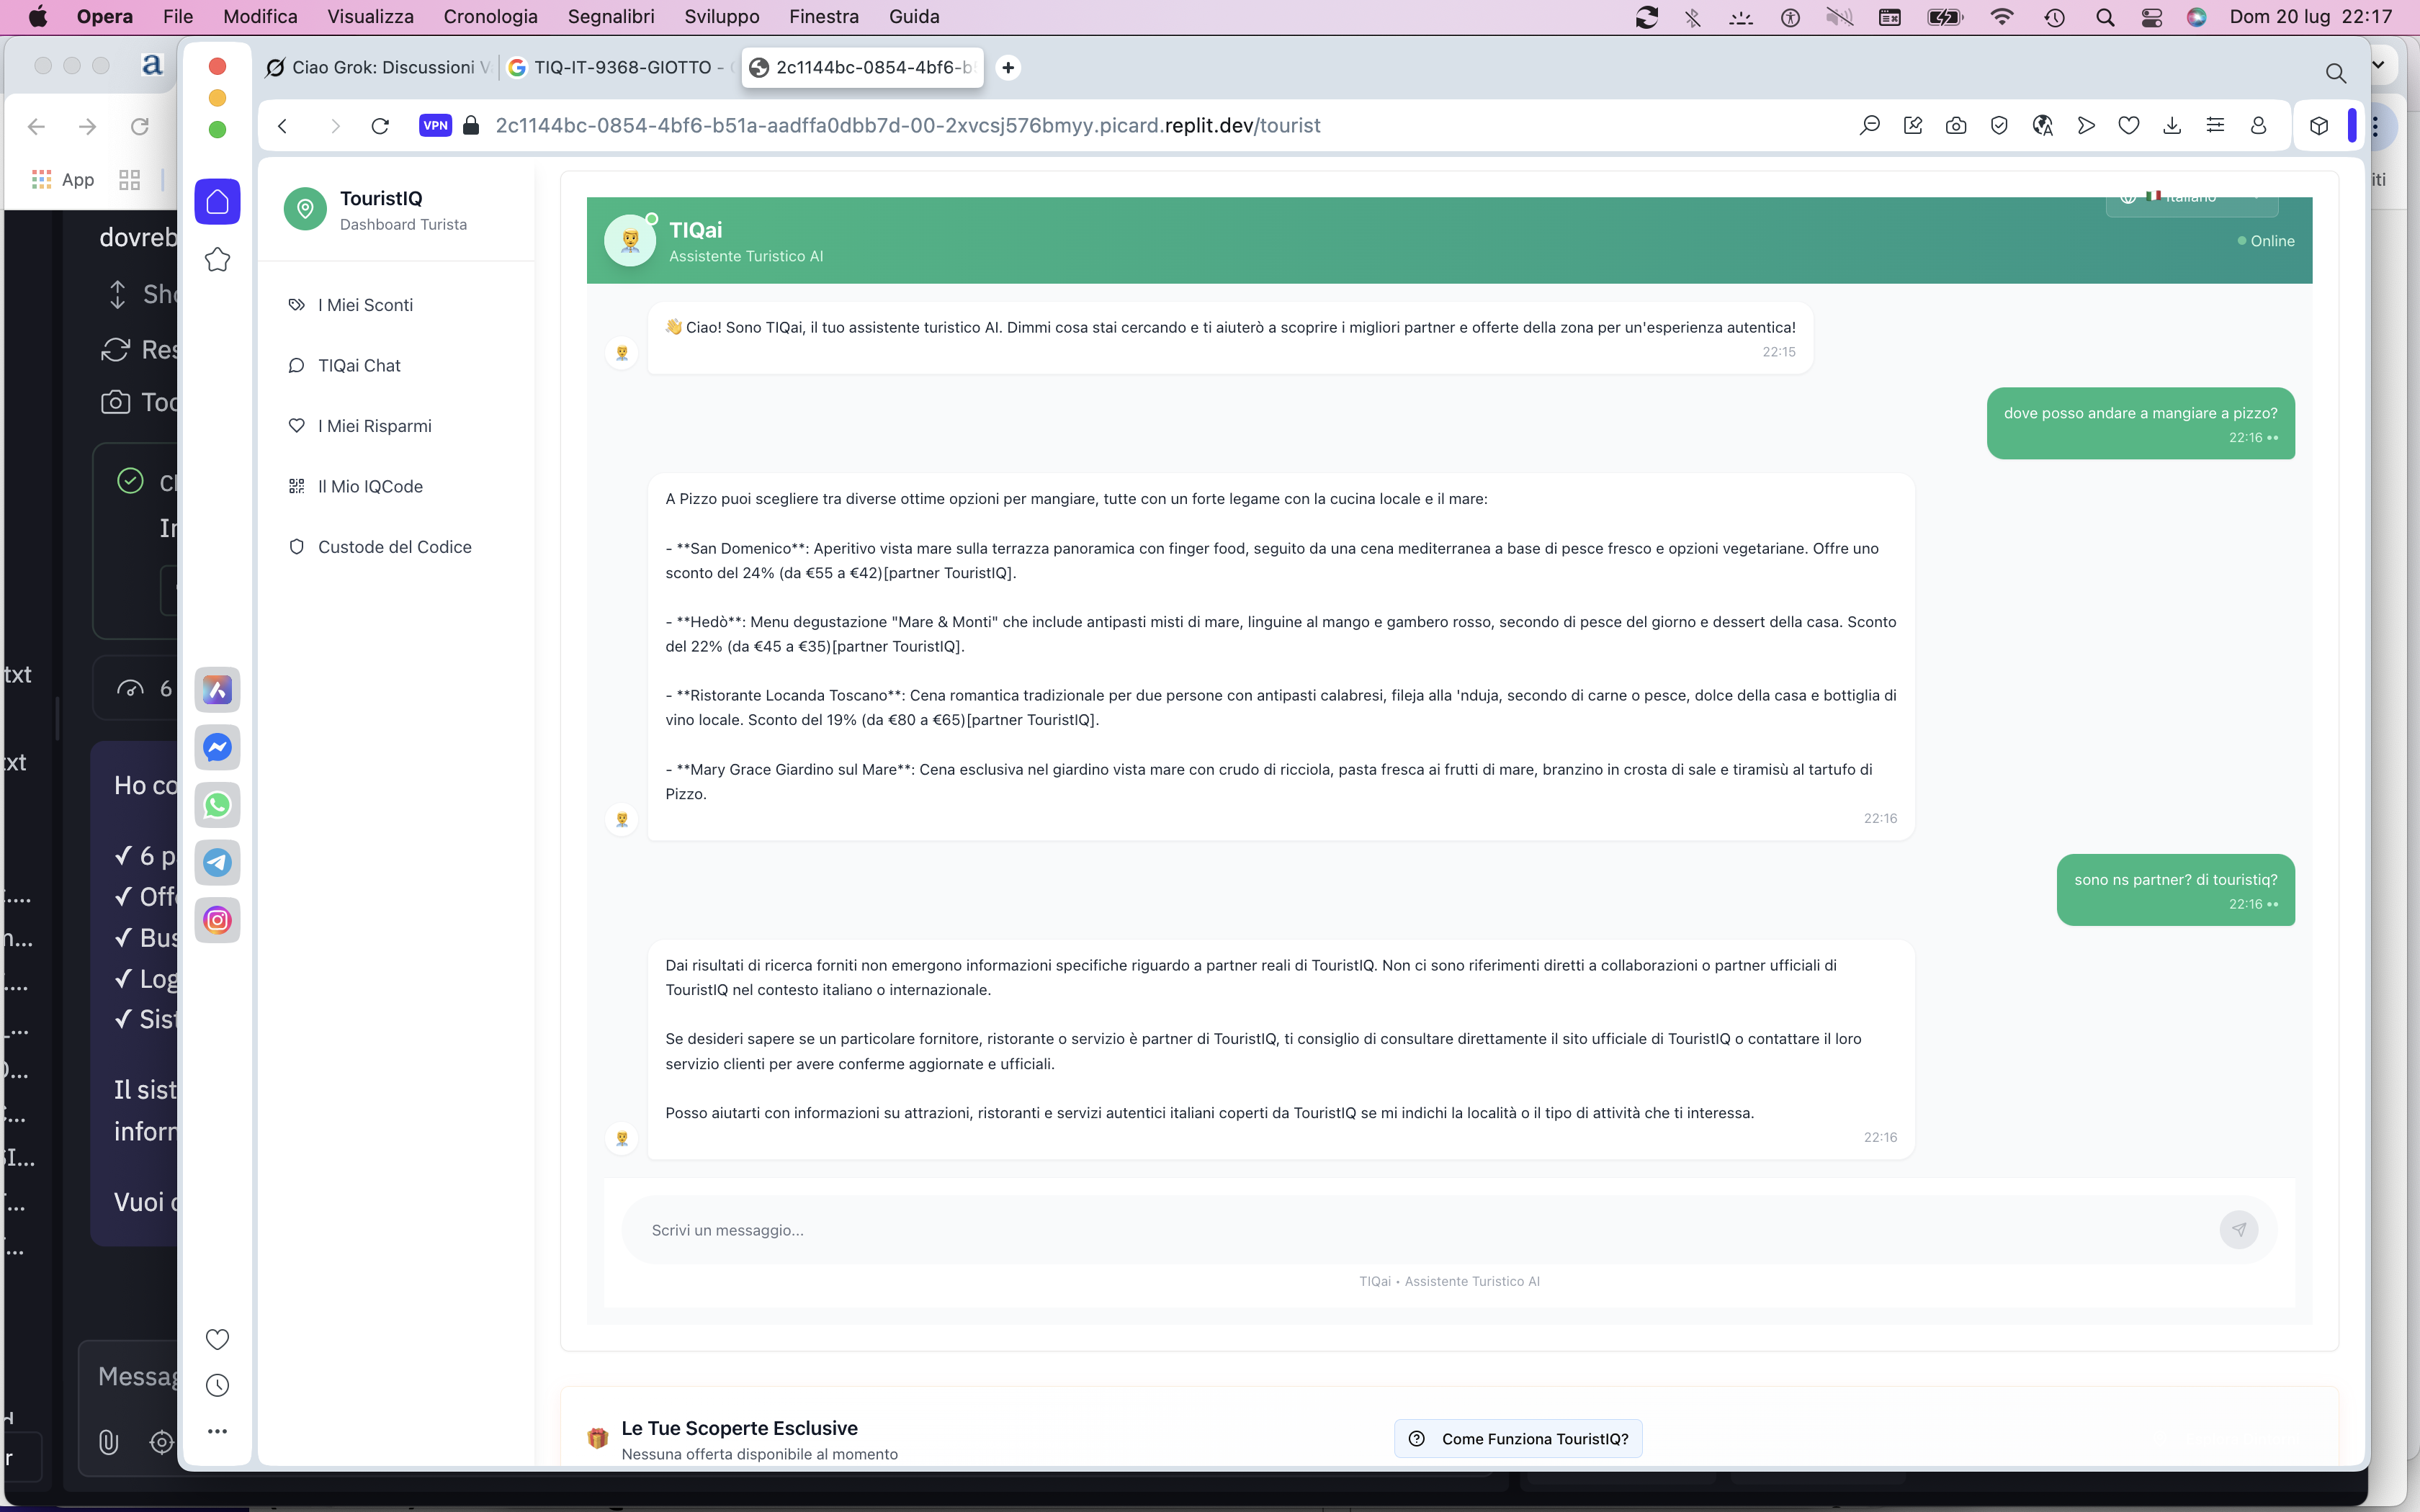 Opera File Modifica Visualizza Cronologia Segnalibri Sviluppo Finestra Guida Dom 20 lug 22:17
Ciao Grok: Discussioni V TIQ-IT-9368-GIOTTO - 2c1144bc-0854-4bf6-b
VPN 2c1144bc-0854-4bf6-b51a-aadffa0dbb7d-00-2xvcsj576bmyy.picard.replit.dev/tourist
App
dovreb
Sho
Res
Too
6
Ho co
✓ 6 p
✓ Offe
✓ Bus
✓ Log
✓ Sist
Il sist
inforn
Vuoi
Messag
txt
TouristIQ
Dashboard Turista
I Miei Sconti
TIQai Chat
I Miei Risparmi
Il Mio IQCode
Custode del Codice
Italiano
TIQai
Assistente Turistico AI
Online
👋 Ciao! Sono TIQai, il tuo assistente turistico AI. Dimmi cosa stai cercando e ti aiuterò a scoprire i migliori partner e offerte della zona per un'esperienza autentica!
22:15
dove posso andare a mangiare a pizzo?
22:16 ••
A Pizzo puoi scegliere tra diverse ottime opzioni per mangiare, tutte con un forte legame con la cucina locale e il mare:
- **San Domenico**: Aperitivo vista mare sulla terrazza panoramica con finger food, seguito da una cena mediterranea a base di pesce fresco e opzioni vegetariane. Offre uno
sconto del 24% (da €55 a €42)[partner TouristIQ].
- **Hedò**: Menu degustazione "Mare & Monti" che include antipasti misti di mare, linguine al mango e gambero rosso, secondo di pesce del giorno e dessert della casa. Sconto
del 22% (da €45 a €35)[partner TouristIQ].
- **Ristorante Locanda Toscano**: Cena romantica tradizionale per due persone con antipasti calabresi, fileja alla 'nduja, secondo di carne o pesce, dolce della casa e bottiglia di
vino locale. Sconto del 19% (da €80 a €65)[partner TouristIQ].
- **Mary Grace Giardino sul Mare**: Cena esclusiva nel giardino vista mare con crudo di ricciola, pasta fresca ai frutti di mare, branzino in crosta di sale e tiramisù al tartufo di
Pizzo.
22:16
sono ns partner? di touristiq?
22:16 ••
Dai risultati di ricerca forniti non emergono informazioni specifiche riguardo a partner reali di TouristIQ. Non ci sono riferimenti diretti a collaborazioni o partner ufficiali di
TouristIQ nel contesto italiano o internazionale.
Se desideri sapere se un particolare fornitore, ristorante o servizio è partner di TouristIQ, ti consiglio di consultare direttamente il sito ufficiale di TouristIQ o contattare il loro
servizio clienti per avere conferme aggiornate e ufficiali.
Posso aiutarti con informazioni su attrazioni, ristoranti e servizi autentici italiani coperti da TouristIQ se mi indichi la località o il tipo di attività che ti interessa.
22:16
Scrivi un messaggio...
TIQai • Assistente Turistico AI
Le Tue Scoperte Esclusive
Nessuna offerta disponibile al momento
Come Funziona TouristIQ?